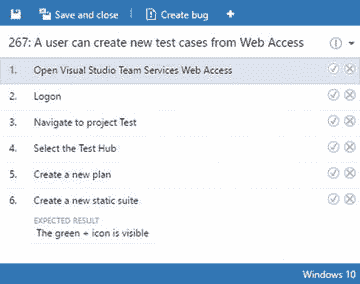 Save and close
Create bug
267: A user can create new test cases from Web Access
1. Open Visual Studio Team Services Web Access
2. Logon
3. Navigate to project Test
4. Select the Test Hub
5. Create a new plan
6. Create a new static suite
EXPECTED RESULT
The green + icon is visible
Windows 10